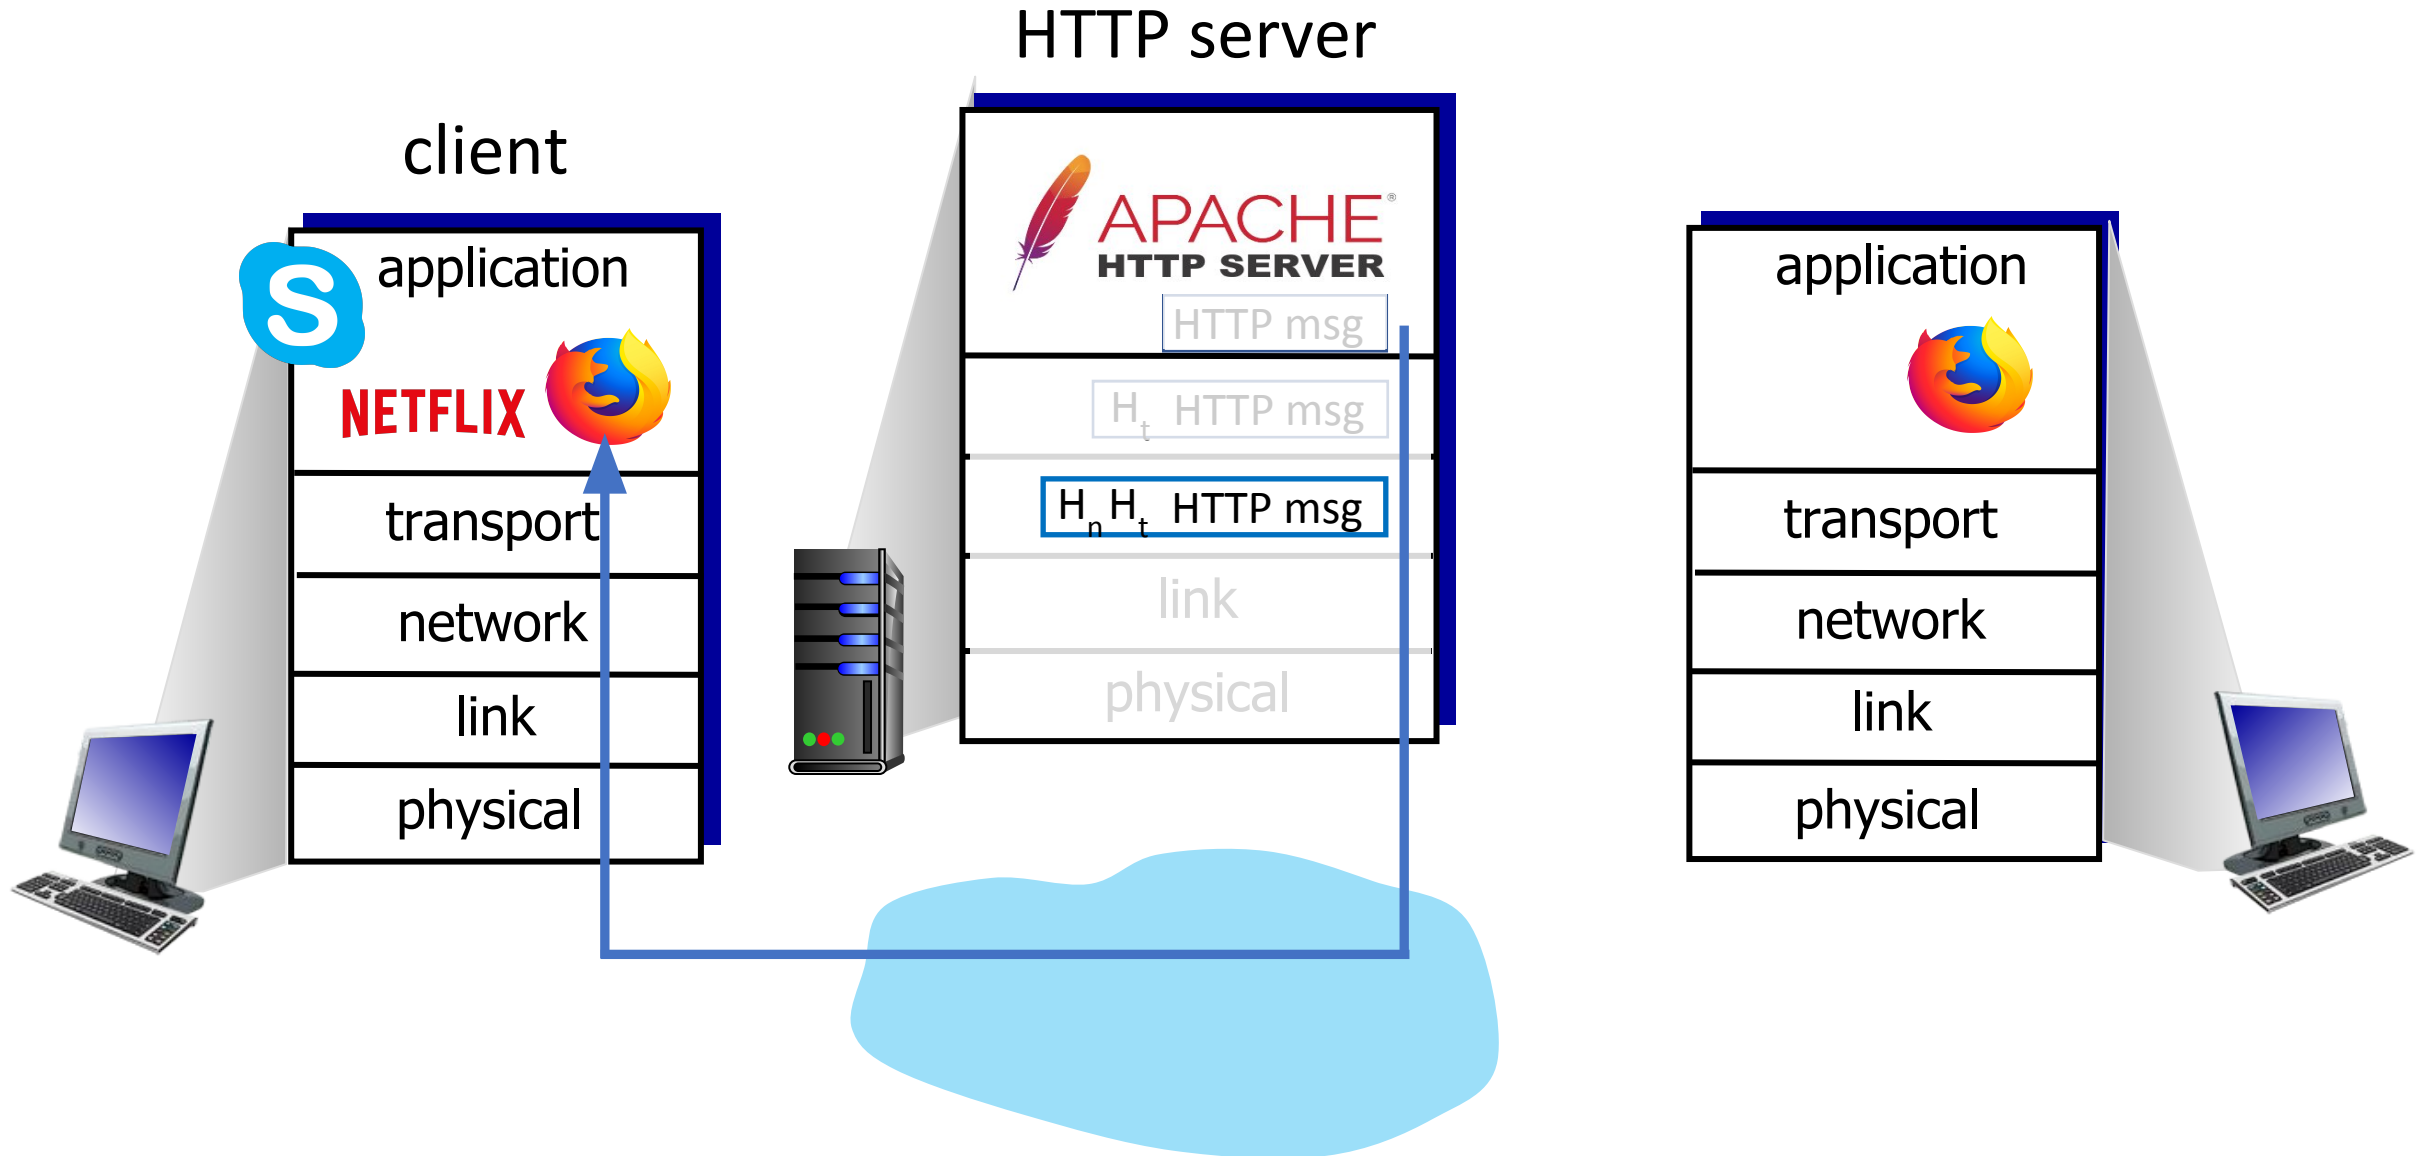 HTTP server
client
application
NETFLIX
transport
network
link
physical
APACHE®
HTTP SERVER
HTTP msg
Ht HTTP msg
Hn Ht HTTP msg
link
physical
application
transport
network
link
physical